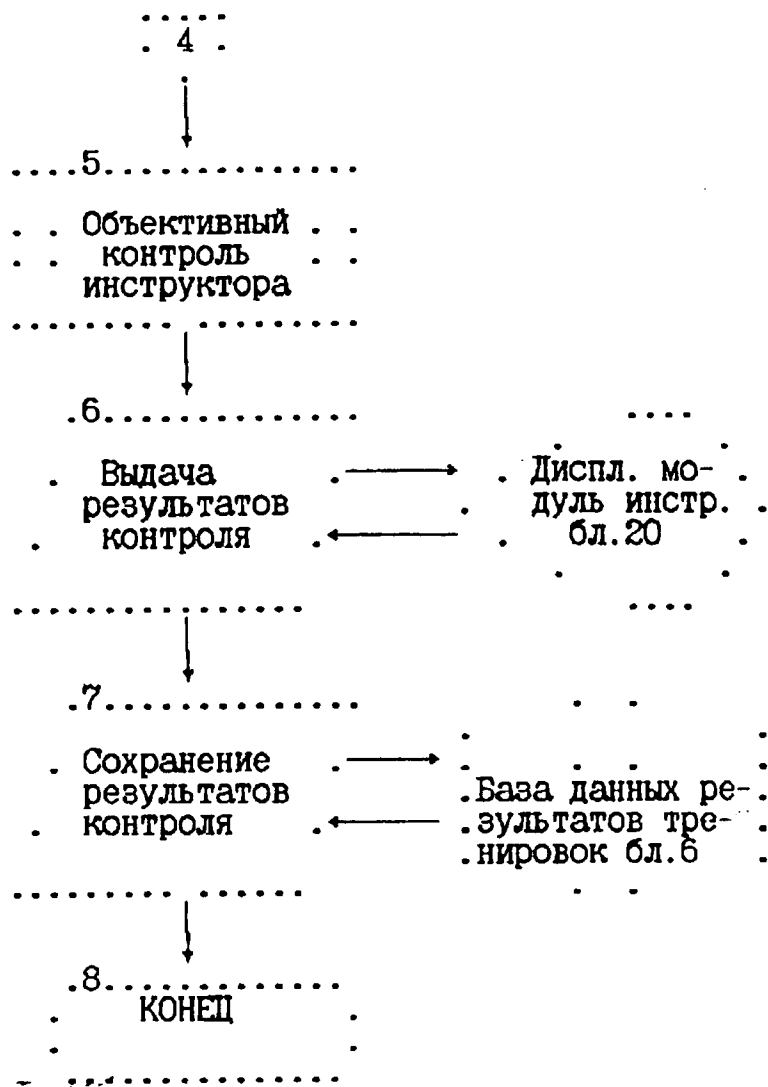 4
5
Объективный
контроль
инструктора
6
Выдача
результатов
контроля
Диспл. мо-
дуль инстр.
бл.20
7
Сохранение
результатов
контроля
База данных ре-
зультатов тре-
нировок бл.6
8
КОНЕЦ